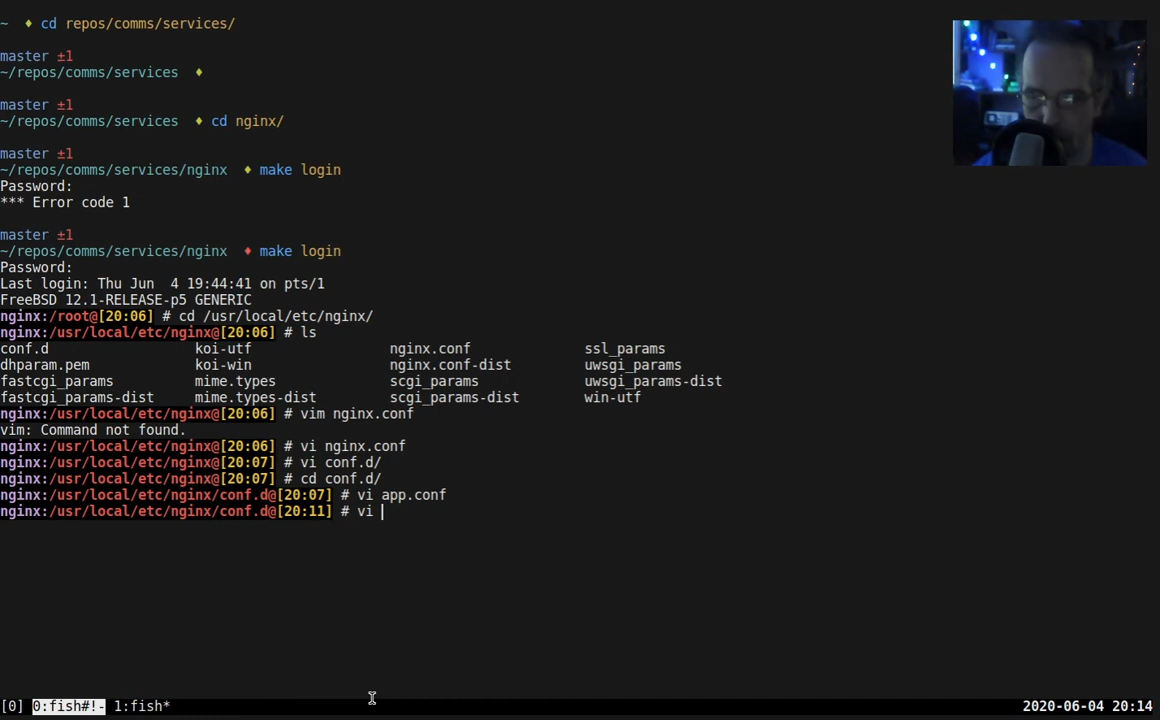 ~  ♦ cd repos/comms/services/
master ±1
~/repos/comms/services  ♦
master ±1
~/repos/comms/services  ♦ cd nginx/
master ±1
~/repos/comms/services/nginx  ♦ make login
Password:
*** Error code 1
master ±1
~/repos/comms/services/nginx  ♦ make login
Password:
Last login: Thu Jun  4 19:44:41 on pts/1
FreeBSD 12.1-RELEASE-p5 GENERIC
nginx:/root@[20:06] # cd /usr/local/etc/nginx/
nginx:/usr/local/etc/nginx@[20:06] # ls
conf.d                  koi-utf                 nginx.conf              ssl_params
dhparam.pem             koi-win                 nginx.conf-dist         uwsgi_params
fastcgi_params          mime.types              scgi_params             uwsgi_params-dist
fastcgi_params-dist     mime.types-dist         scgi_params-dist        win-utf
nginx:/usr/local/etc/nginx@[20:06] # vim nginx.conf
vim: Command not found.
nginx:/usr/local/etc/nginx@[20:06] # vi nginx.conf
nginx:/usr/local/etc/nginx@[20:07] # vi conf.d/
nginx:/usr/local/etc/nginx@[20:07] # cd conf.d/
nginx:/usr/local/etc/nginx/conf.d@[20:07] # vi app.conf
nginx:/usr/local/etc/nginx/conf.d@[20:11] # vi
[0] 0:fish#!- 1:fish* 2020-06-04 20:14